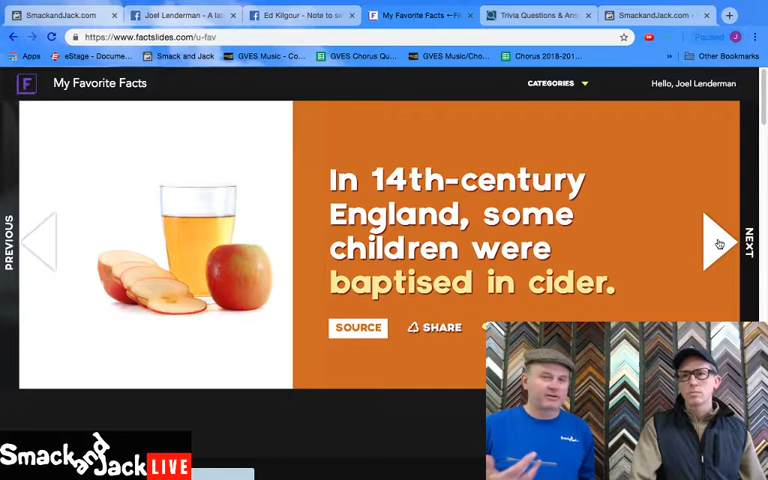 SmackandJack.com
Joel Lenderman - A la
Ed Kilgour - Note to se
My Favorite Facts ←F
Trivia Questions & Ans
SmackandJack.com -
https://www.factslides.com/u-fav
Paused
Apps
eStage - Docume...
Smack and Jack
GVES Music - Co...
GVES Chorus Qu...
GVES Music/Cho...
Chorus 2018-201...
»
Other Bookmarks
F
My Favorite Facts
CATEGORIES
Hello, Joel Lenderman
PREVIOUS
In 14th-century
England, some
children were
baptised in cider.
NEXT
SOURCE
SHARE
Smack and Jack LIVE